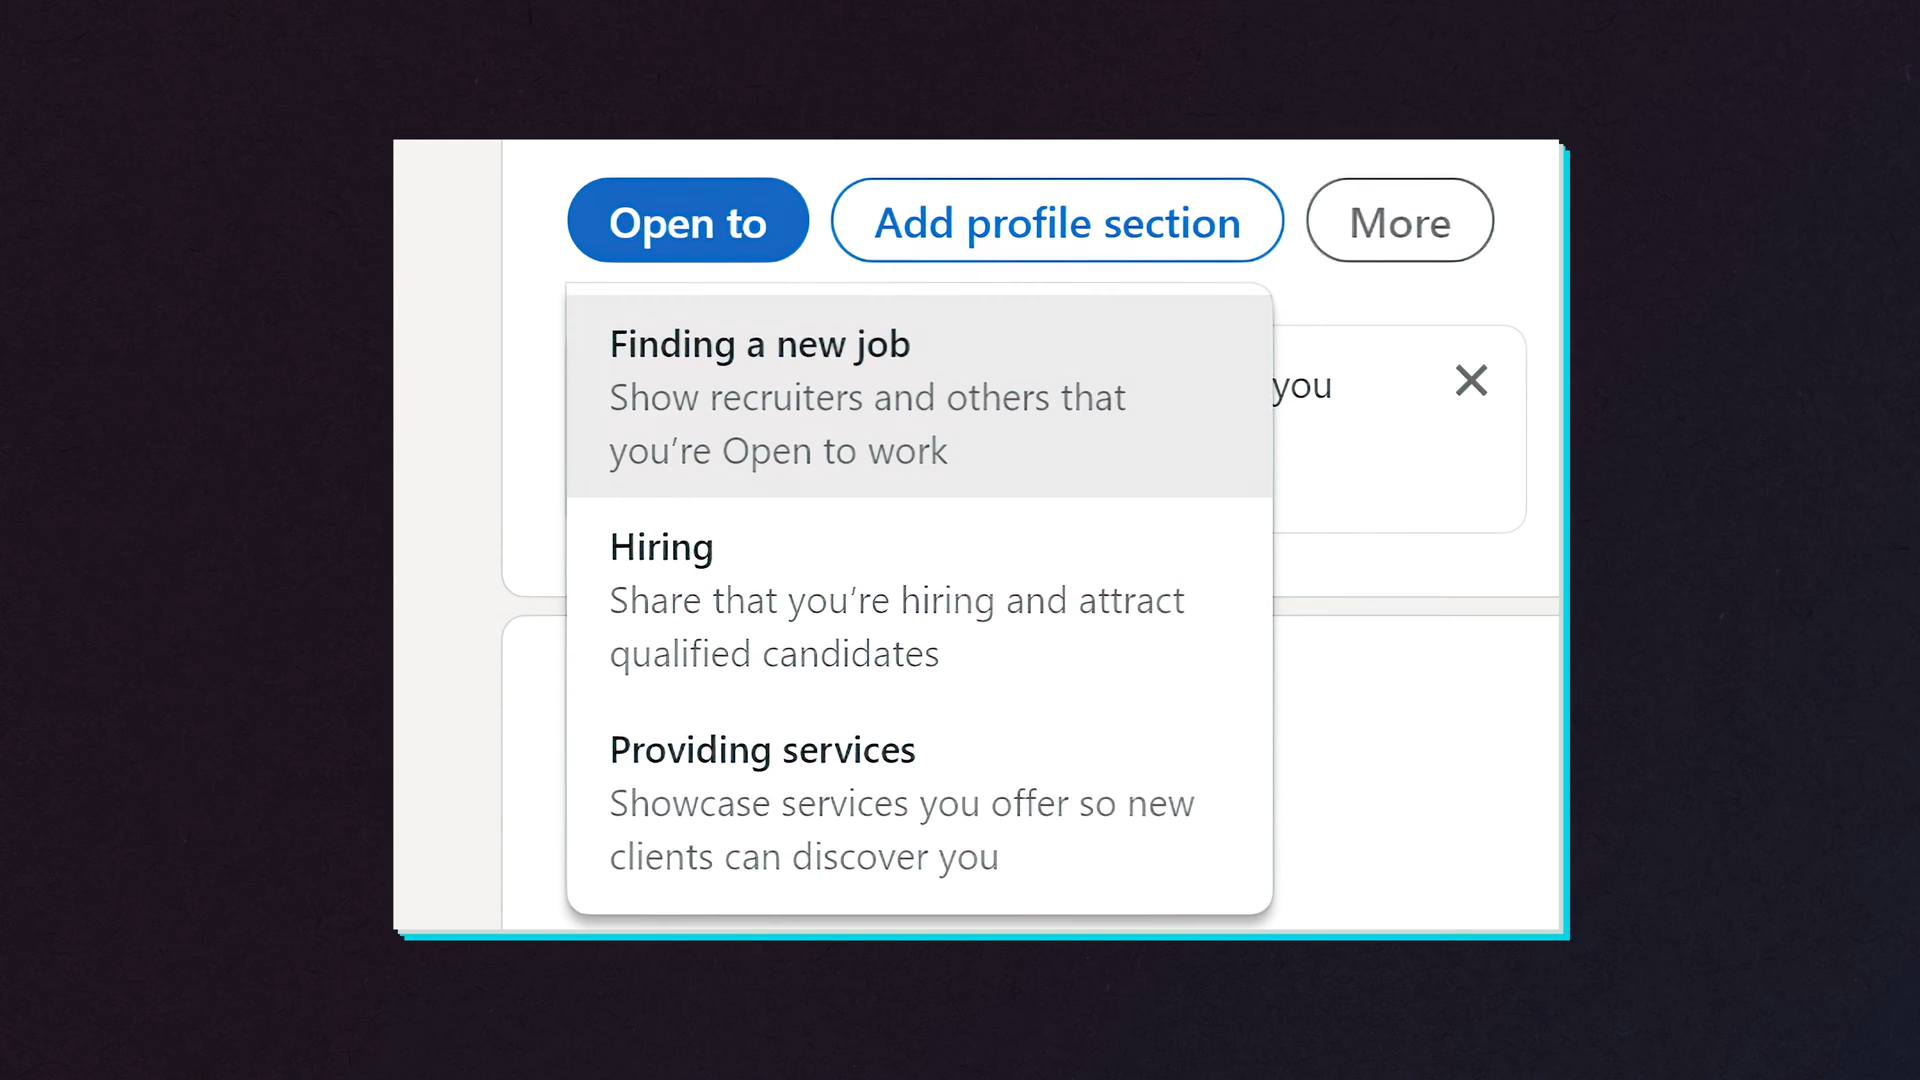 Open to
Add profile section
More
Finding a new job
Show recruiters and others that
you're Open to work
you
Hiring
Share that you're hiring and attract
qualified candidates
Providing services
Showcase services you offer so new
clients can discover you